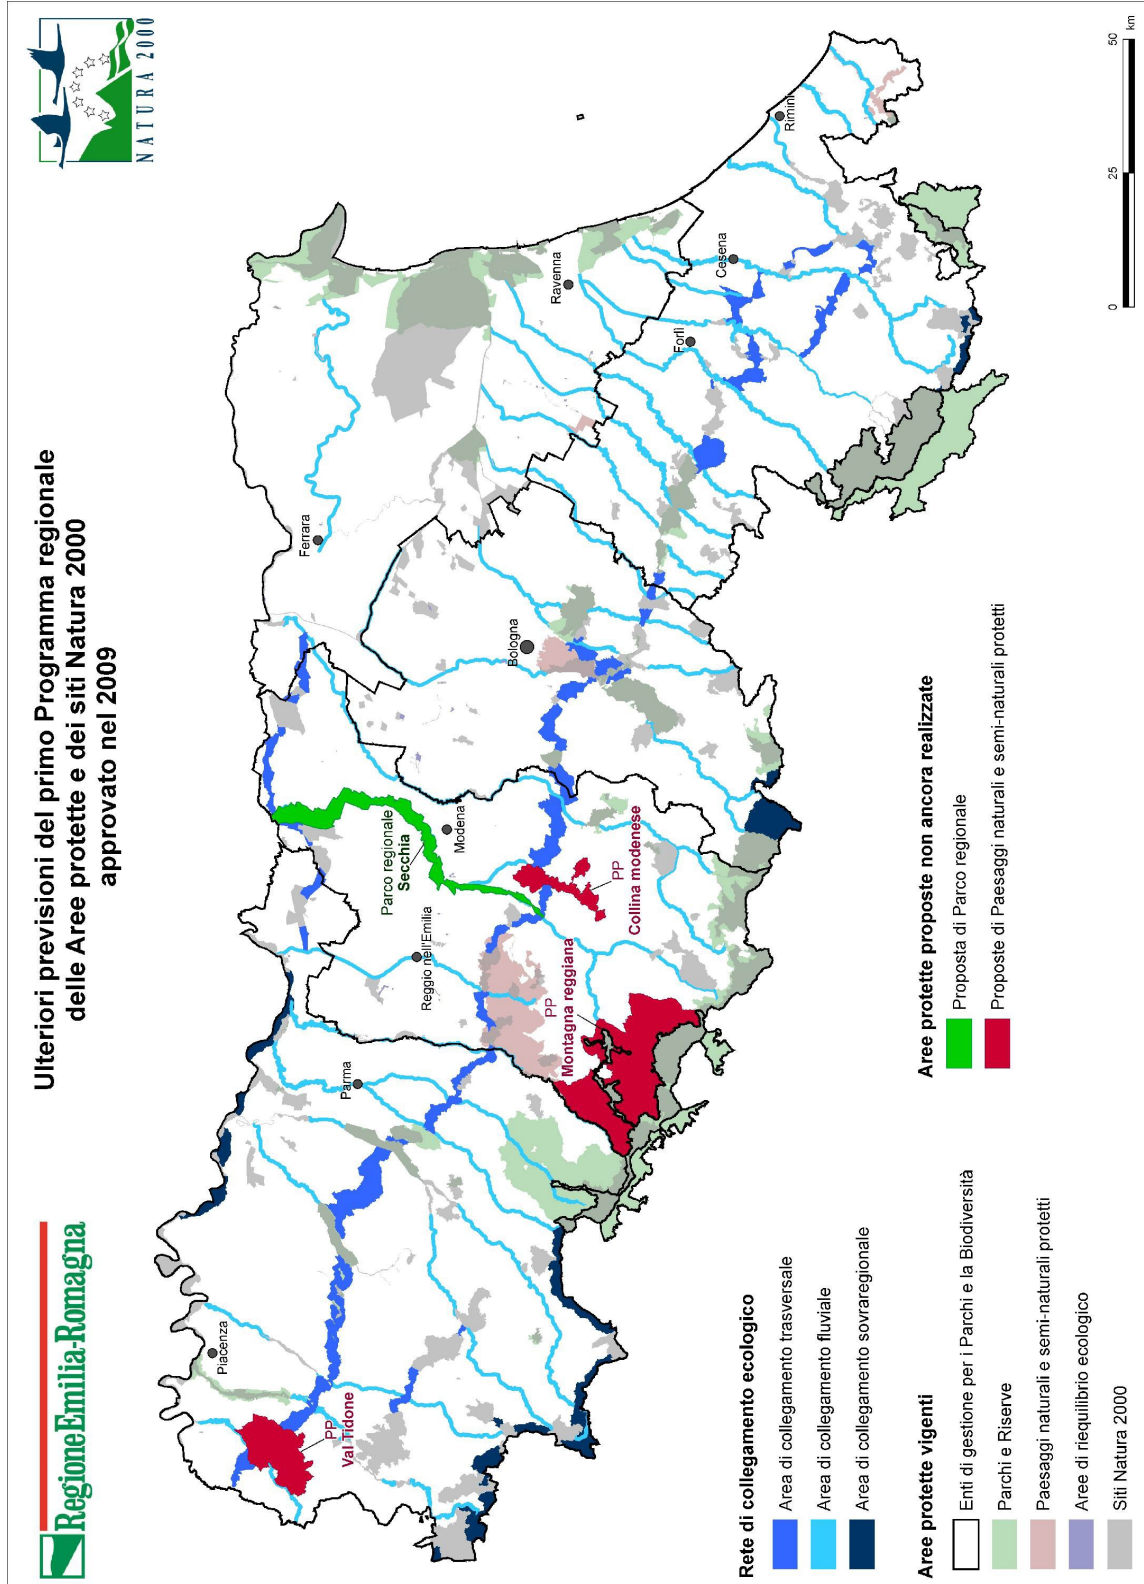 RegioneEmilia-Romagna
Ulteriori previsioni del primo Programma regionale
delle Aree protette e dei siti Natura 2000
approvato nel 2009
NATURA 2000
Piacenza
PP
Val Tidone
Parma
Reggio nell'Emilia
Parco regionale
Secchia
Modena
PP
Montagna reggiana
PP
Collina modenese
Bologna
Ferrara
Ravenna
Forlì
Cesena
Rimini
Rete di collegamento ecologico
Area di collegamento trasversale
Area di collegamento fluviale
Area di collegamento sovraregionale
Aree protette vigenti
Enti di gestione per i Parchi e la Biodiversità
Parchi e Riserve
Paesaggi naturali e semi-naturali protetti
Aree di riequilibrio ecologico
Siti Natura 2000
Aree protette proposte non ancora realizzate
Proposta di Parco regionale
Proposte di Paesaggi naturali e semi-naturali protetti
0 25 50
km